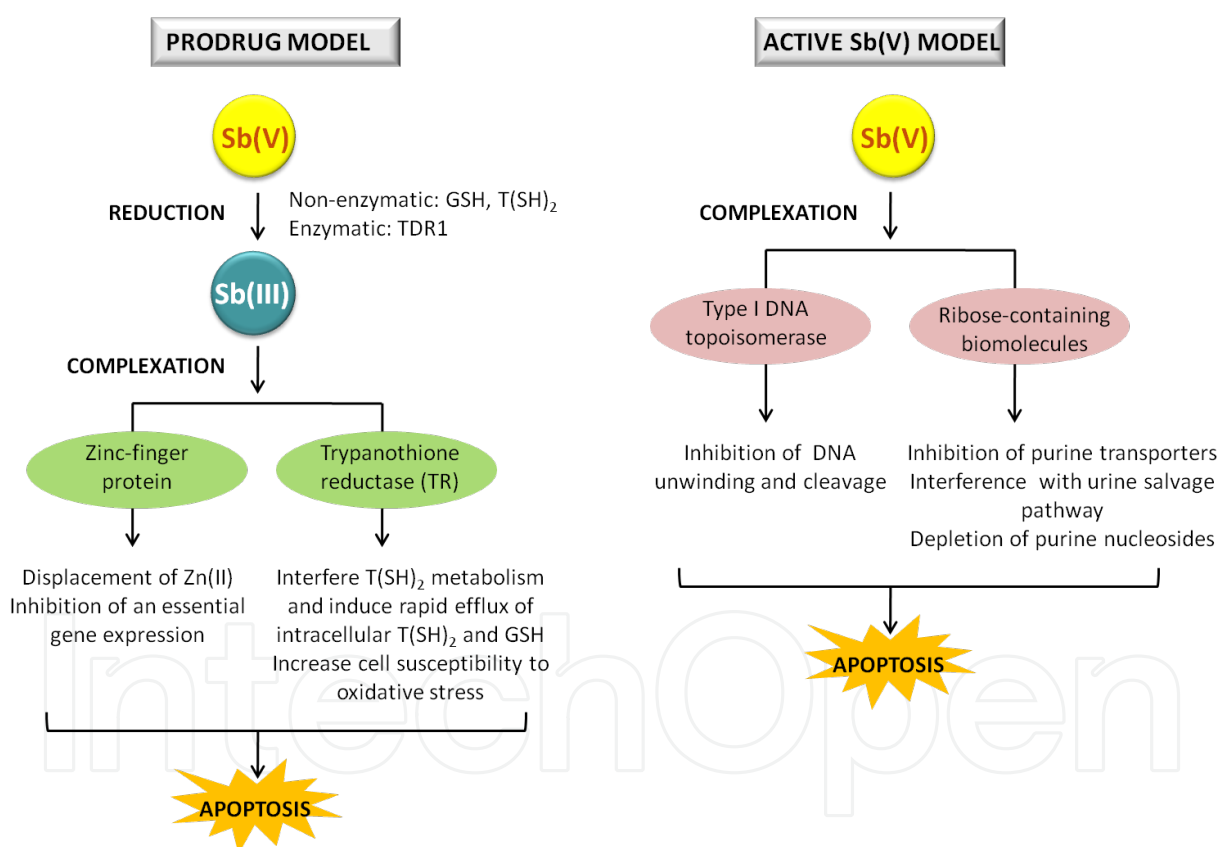 PRODRUG MODEL
Sb(V)
REDUCTION
Non-enzymatic: GSH, T(SH)₂
Enzymatic: TDR1
Sb(III)
COMPLEXATION
Zinc-finger
protein
Trypanothione
reductase (TR)
Displacement of Zn(II)
Inhibition of an essential
gene expression
Interfere T(SH)₂ metabolism
and induce rapid efflux of
intracellular T(SH)₂ and GSH
Increase cell susceptibility to
oxidative stress
APOPTOSIS
ACTIVE Sb(V) MODEL
Sb(V)
COMPLEXATION
Type I DNA
topoisomerase
Ribose-containing
biomolecules
Inhibition of DNA
unwinding and cleavage
Inhibition of purine transporters
Interference with urine salvage
pathway
Depletion of purine nucleosides
APOPTOSIS
IntechOpen